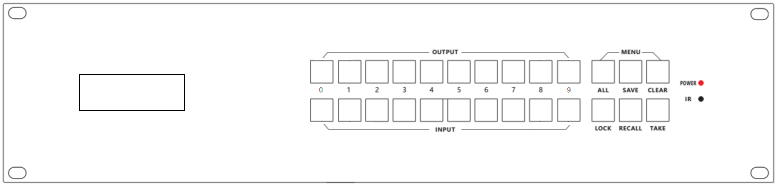 OUTPUT MENU
0 1 2 3 4 5 6 7 8 9 ALL SAVE CLEAR
POWER
IR
INPUT LOCK RECALL TAKE